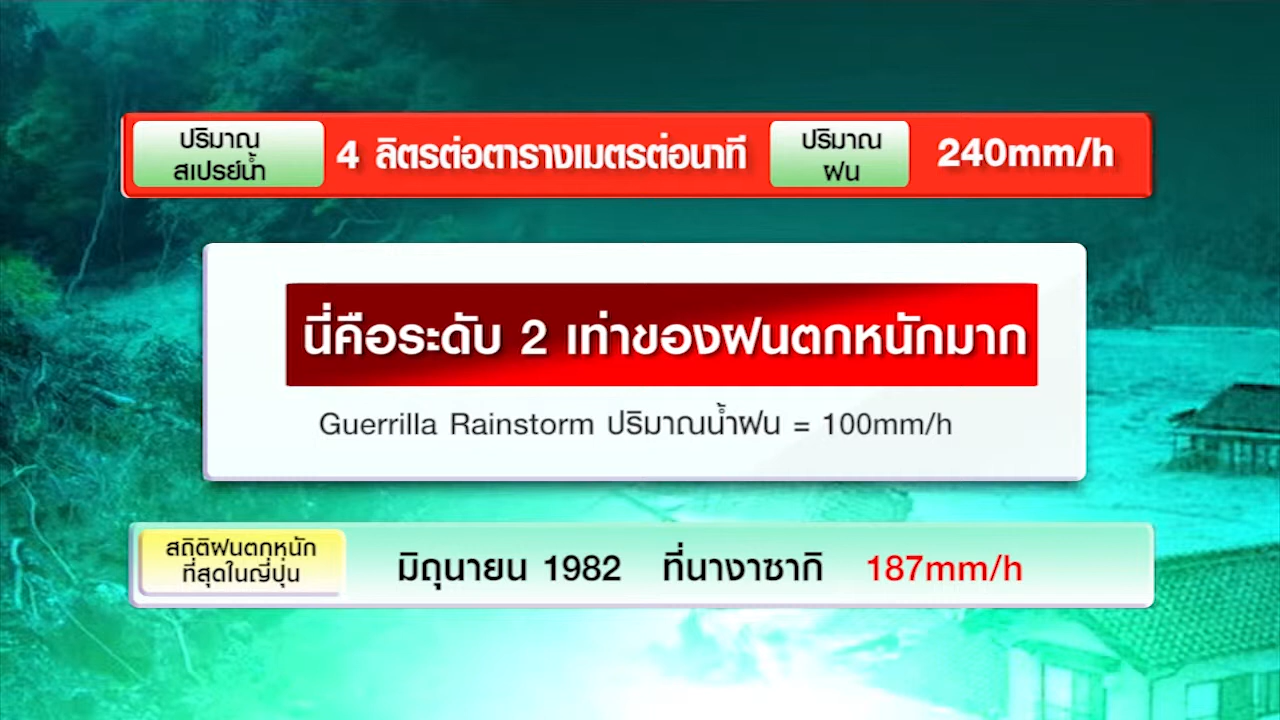 ปริมาณ
สเปรย์น้ำ
4 ลิตรต่อตารางเมตรต่อนาที
ปริมาณ
ฝน
240mm/h
นี่คือระดับ 2 เท่าของฝนตกหนักมาก
Guerrilla Rainstorm ปริมาณน้ำฝน = 100mm/h
สถิติฝนตกหนัก
ที่สุดในญี่ปุ่น
มิถุนายน 1982 ที่นางาซากิ 187mm/h